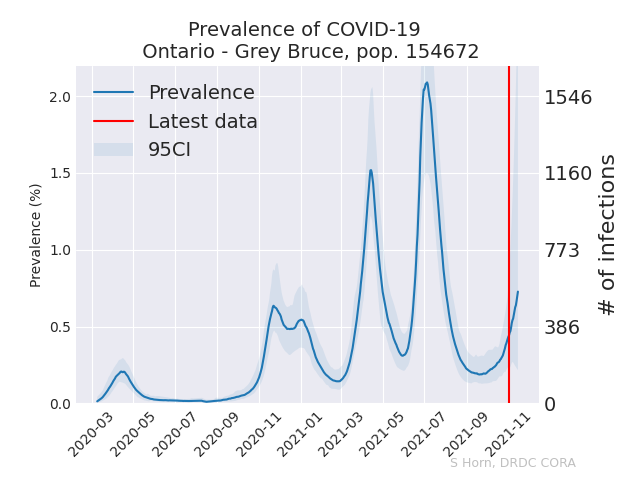 Prevalence of COVID-19
Ontario - Grey Bruce, pop. 154672
Prevalence
Latest data
95CI
Prevalence (%)
2.0
1.5
1.0
0.5
0.0
1546
1160
773
386
0
# of infections
2020-03
2020-05
2020-07
2020-09
2020-11
2021-01
2021-03
2021-05
2021-07
2021-09
2021-11
S Horn, DRDC CORA